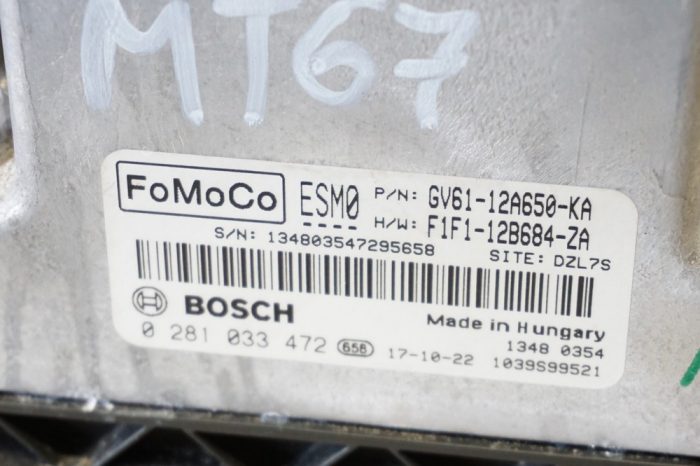 MT67
FoMoCo ESM0 P/N: GV61-12A650-KA
H/W: F1F1-12B684-ZA
S/N: 134803547295658 SITE: DZL7S
BOSCH Made in Hungary
0 281 033 472 658 17-10-22 1348 0354
1039S99521